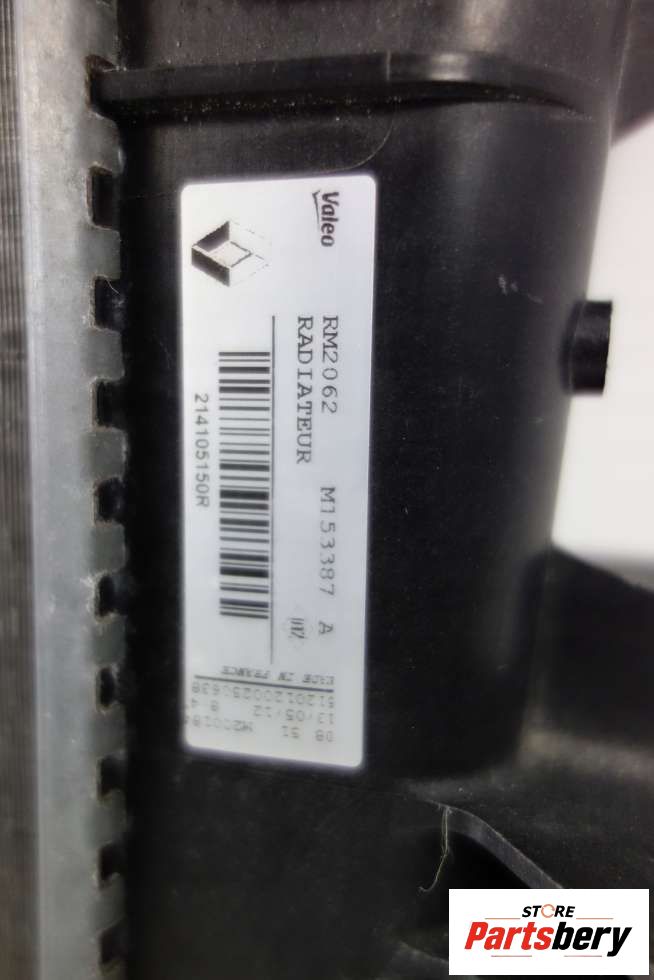 Valeo
RM2062 M153387 A
RADIATEUR
214105150R
MADE IN FRANCE
13/05/12
08 51
STORE
Partsbery